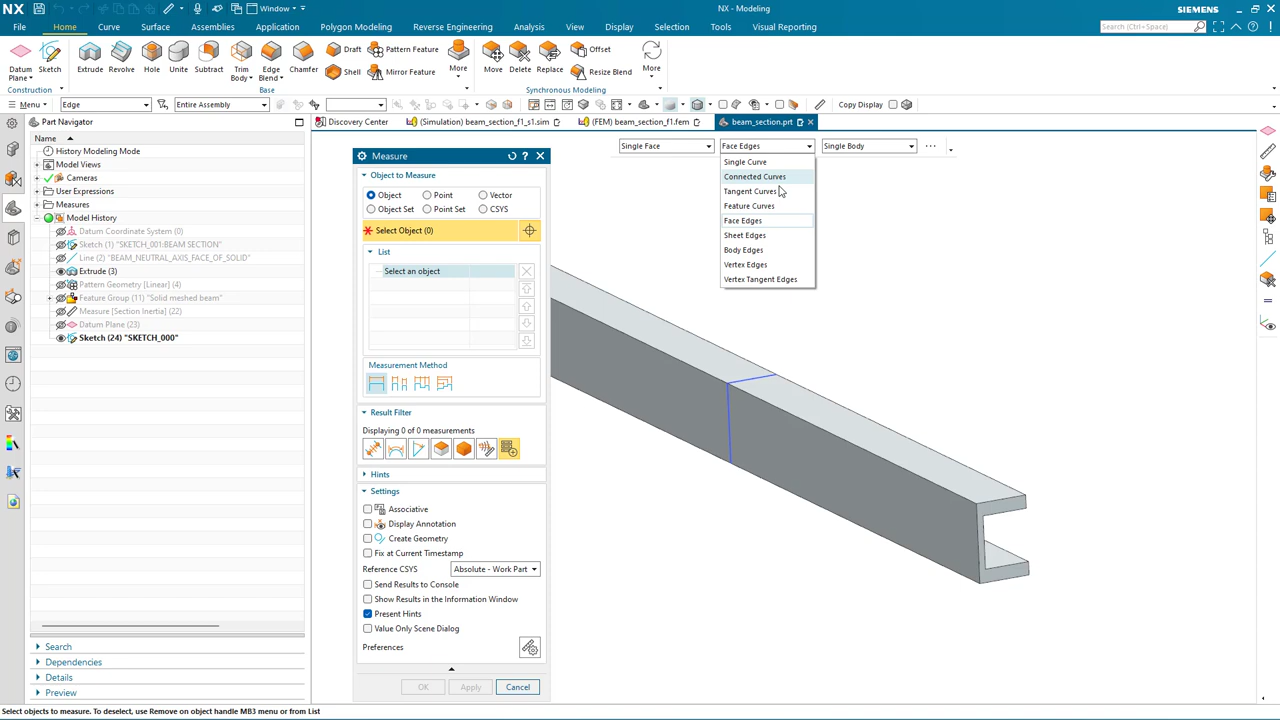 NX
Window
NX - Modeling
SIEMENS
File
Home
Curve
Assemblies
Application
Polygon Modeling
Reverse Engineering
Analysis
View
Display
Selection
Tools
Visual Reporting
Search (Ctrl+Space)
Datum Plane
Sketch
Extrude
Revolve
Hole
Unite
Subtract
Trim Body
Edge Blend
Chamfer
Draft
Shell
Pattern Feature
Mirror Feature
More
Move
Delete
Replace
Offset
Resize Blend
More
Construction
Base
Synchronous Modeling
Menu
Edge
Entire Assembly
Copy Display
Part Navigator
Discovery Center
(Simulation) beam_section_f1_s1.sim
(FEM) beam_section_f1.fem
beam_section.prt
Name
History Modeling Mode
Model Views
Cameras
User Expressions
Measures
Model History
Datum Coordinate System (0)
Sketch (1) "SKETCH_001:BEAM SECTION"
Line (2) "BEAM_NEUTRAL_AXIS_FACE_OF_SOLID"
Extrude (3)
Pattern Geometry [Linear] (4)
Feature Group (11) "Solid meshed beam"
Measure [Section Inertia] (22)
Datum Plane (23)
Sketch (24) "SKETCH_000"
Search
Dependencies
Details
Preview
Measure
Object to Measure
Object
Point
Vector
Object Set
Point Set
CSYS
Select Object (0)
List
Select an object
Measurement Method
Result Filter
Displaying 0 of 0 measurements
Hints
Settings
Associative
Display Annotation
Create Geometry
Fix at Current Timestamp
Reference CSYS
Absolute - Work Part
Send Results to Console
Show Results in the Information Window
Present Hints
Value Only Scene Dialog
Preferences
OK
Apply
Cancel
Single Face
Face Edges
Single Body
Single Curve
Connected Curves
Tangent Curves
Feature Curves
Face Edges
Sheet Edges
Body Edges
Vertex Edges
Vertex Tangent Edges
Select objects to measure. To deselect, use Remove on object handle MB3 menu or from List